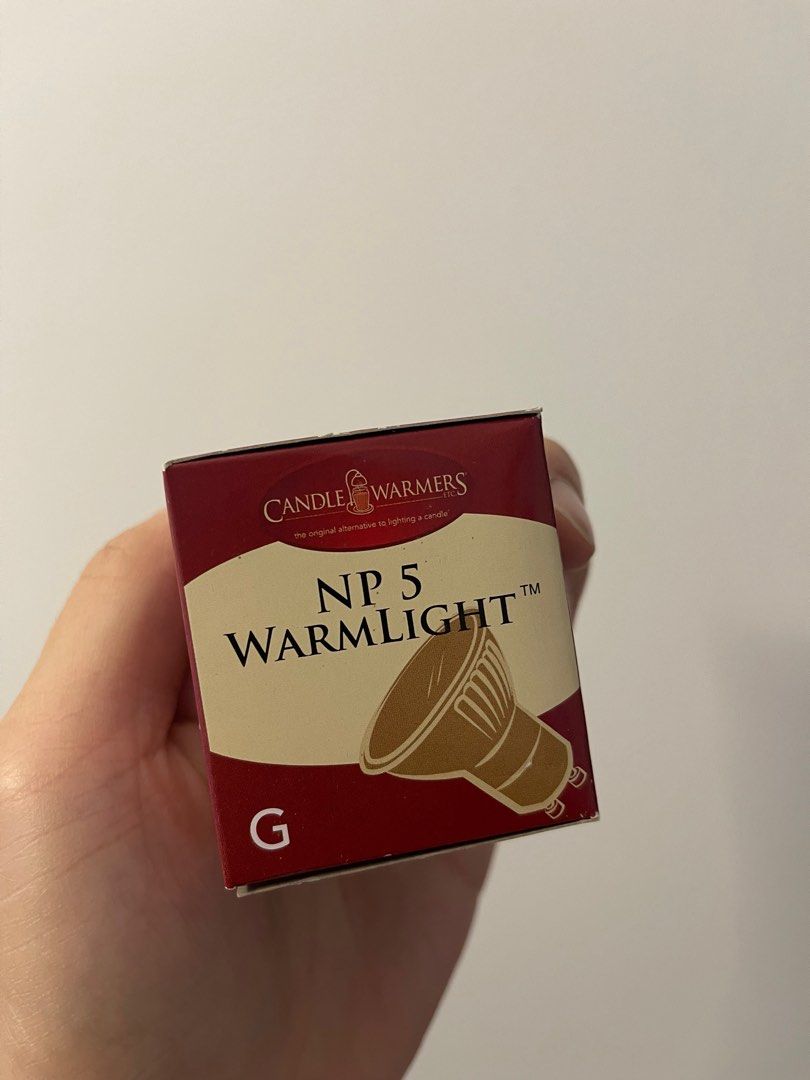 CANDLE WARMERS ETC
the original alternative to lighting a candle
NP 5
WARMLIGHT™
G